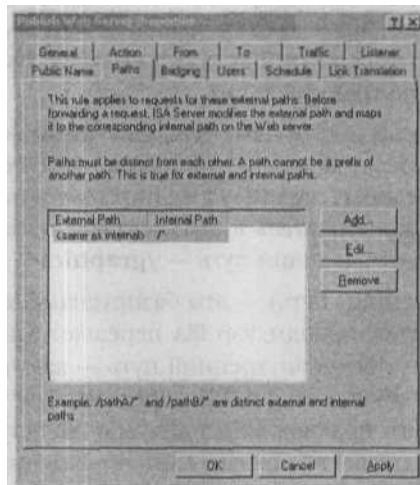 Publish Web Server Properties
General Action From To Traffic Listener
Public Name Paths Bridging Users Schedule Link Translation
This rule applies to requests for these external paths. Before
forwarding a request, ISA Server modifies the external path and maps
it to the corresponding internal path on the Web server.
Paths must be distinct from each other. A path cannot be a prefix of
another path. This is true for external and internal paths.
External Path Internal Path
<same as internal> /*
Add...
Edit...
Remove
Example: /pathA/* and /pathB/* are distinct external and internal
paths.
OK Cancel Apply